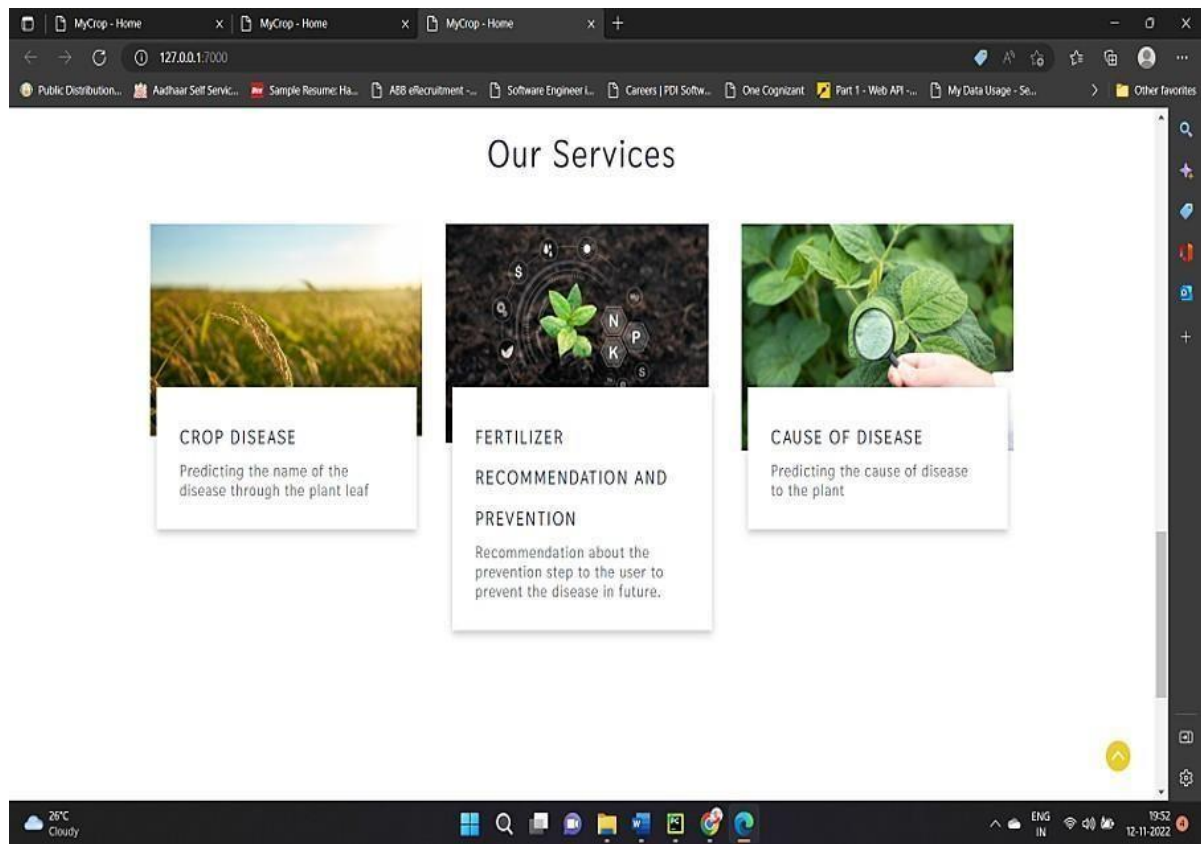 MyCrop - Home
MyCrop - Home
MyCrop - Home
127.0.0.1:7000
Public Distribution...
Aadhaar Self Servic...
Sample Resume: Ha...
ABB eRecruitment -...
Software Engineer i...
Careers | PDI Softw...
One Cognizant
Part 1 - Web API -...
My Data Usage - Se...
Other favorites
Our Services
$
N
P
K
S
CROP DISEASE
Predicting the name of the
disease through the plant leaf
FERTILIZER
RECOMMENDATION AND
PREVENTION
Recommendation about the
prevention step to the user to
prevent the disease in future.
CAUSE OF DISEASE
Predicting the cause of disease
to the plant
26°C
Cloudy
ENG
IN
19:52
12-11-2022
4